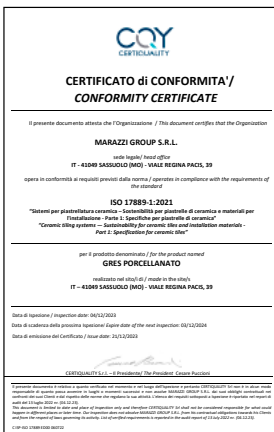 CQY
CERTIQUALITY
CERTIFICATO di CONFORMITA'/
CONFORMITY CERTIFICATE
Il presente documento attesta che l'Organizzazione / This document certifies that the Organization
MARAZZI GROUP S.R.L.
sede legale/ head office
IT - 41049 SASSUOLO (MO) - VIALE REGINA PACIS, 39
opera in conformità ai requisiti previsti dalla norma / operates in compliance with the requirements of
the standard
ISO 17889-1:2021
"Sistemi per piastrellatura ceramica – Sostenibilità per piastrelle di ceramica e materiali per
l'installazione - Parte 1: Specifiche per piastrelle di ceramica"
"Ceramic tiling systems — Sustainability for ceramic tiles and installation materials -
Part 1: Specification for ceramic tiles"
per il prodotto denominato / for the product named
GRES PORCELLANATO
realizzato nel sito/i di / made in the site/s
IT – 41049 SASSUOLO (MO) - VIALE REGINA PACIS, 39
Data di Ispezione / Inspection date: 04/12/2023
Data di scadenza della prossima Ispezione/ Expire date of the next inspection: 03/12/2024
Data di emissione del Certificato / Issue date: 21/12/2023
CERTIQUALITY S.r.l. – Il Presidente/ The President Cesare Puccioni